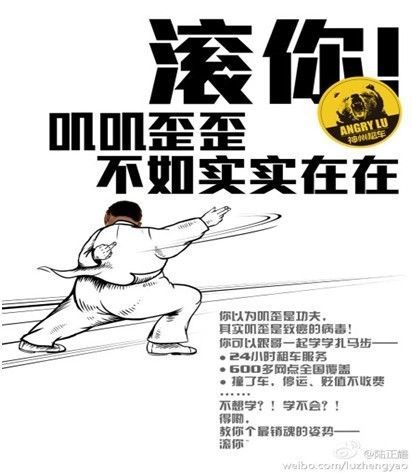 滚你!
ANGRY LU
神州租车
叽叽歪歪
不如实实在在
你以为叽歪是功夫，
其实叽歪是致癌的病毒！
你可以跟哥一起学学扎马步——
● 24小时租车服务
● 600多网点全国覆盖
● 撞了车，停运、贬值不收费
……
不想学？！学不会？！
得嘞，
教你个最销魂的姿势——
滚你"
@陆正耀
weibo.com/luzhengyao